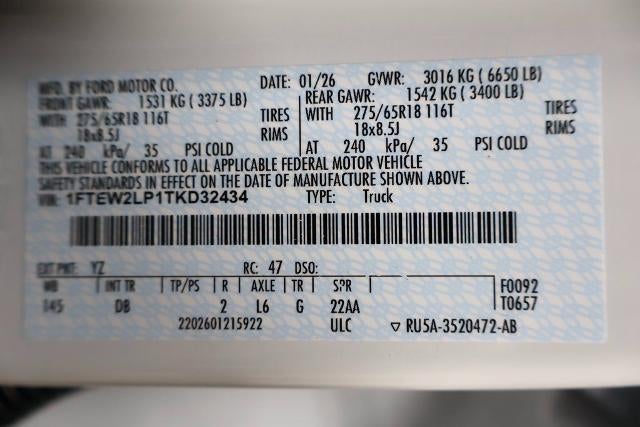 MFD. BY FORD MOTOR CO. DATE: 01/26 GVWR: 3016 KG ( 6650 LB)
FRONT GAWR: 1531 KG ( 3375 LB) REAR GAWR: 1542 KG ( 3400 LB)
WITH 275/65R18 116T TIRES WITH 275/65R18 116T TIRES
18x8.5J RIMS 18x8.5J RIMS
AT 240 kPa/ 35 PSI COLD AT 240 kPa/ 35 PSI COLD
THIS VEHICLE CONFORMS TO ALL APPLICABLE FEDERAL MOTOR VEHICLE
SAFETY STANDARDS IN EFFECT ON THE DATE OF MANUFACTURE SHOWN ABOVE.
VIN: 1FTEW2LP1TKD32434 TYPE: Truck
EXT PNT: YZ RC: 47 DSO:
WB INT TR TP/PS R AXLE TR SPR F0092
145 DB 2 L6 G 22AA T0657
2202601215922 ULC ▽ RU5A-3520472-AB